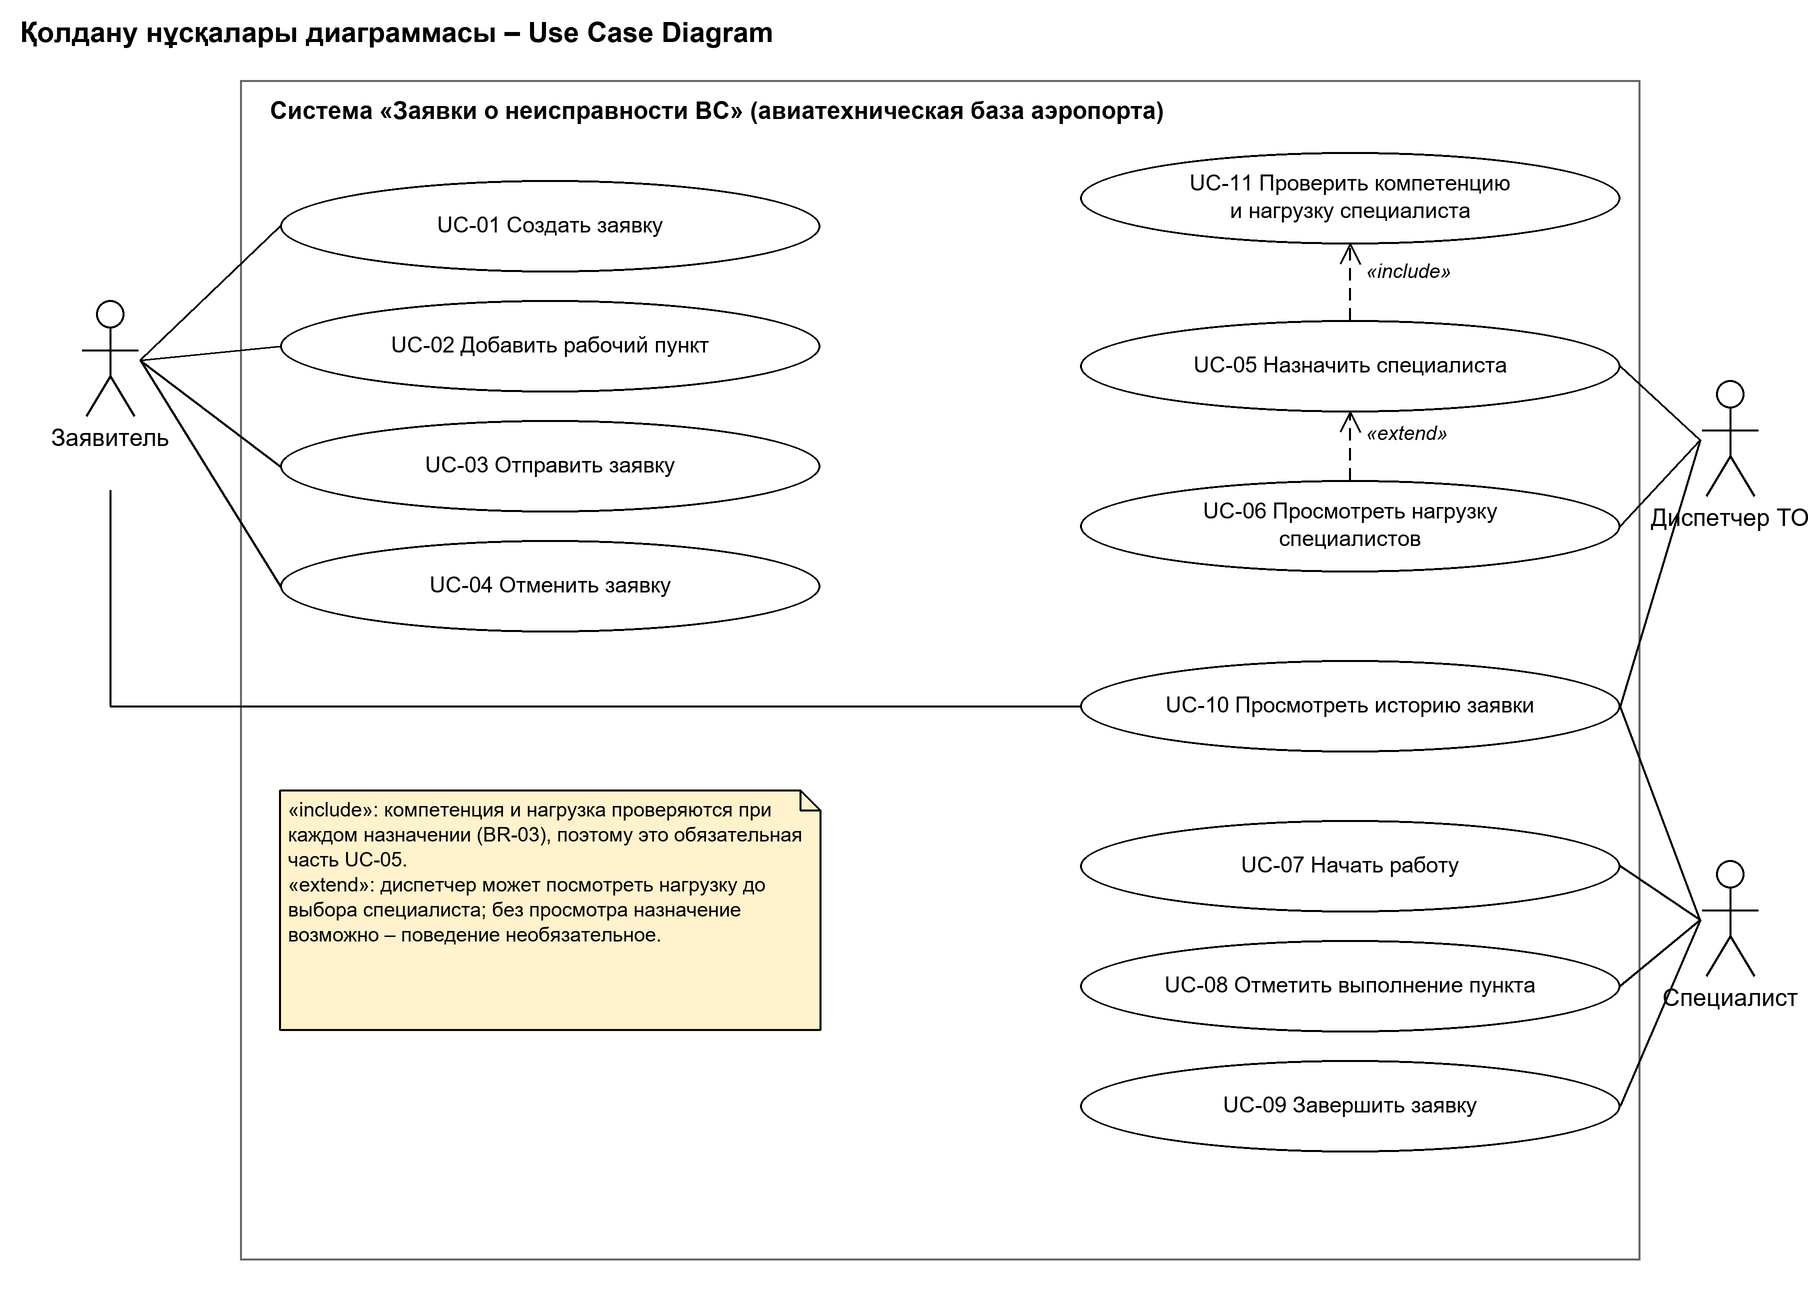 Қолдану нұсқалары диаграммасы – Use Case Diagram
Система «Заявки о неисправности ВС» (авиатехническая база аэропорта)
UC-01 Создать заявку
UC-02 Добавить рабочий пункт
UC-03 Отправить заявку
UC-04 Отменить заявку
Заявитель
UC-11 Проверить компетенцию
и нагрузку специалиста
«include»
UC-05 Назначить специалиста
«extend»
UC-06 Просмотреть нагрузку
специалистов
Диспетчер ТО
UC-10 Просмотреть историю заявки
«include»: компетенция и нагрузка проверяются при
каждом назначении (BR-03), поэтому это обязательная
часть UC-05.
«extend»: диспетчер может посмотреть нагрузку до
выбора специалиста; без просмотра назначение
возможно – поведение необязательное.
UC-07 Начать работу
UC-08 Отметить выполнение пункта
Специалист
UC-09 Завершить заявку